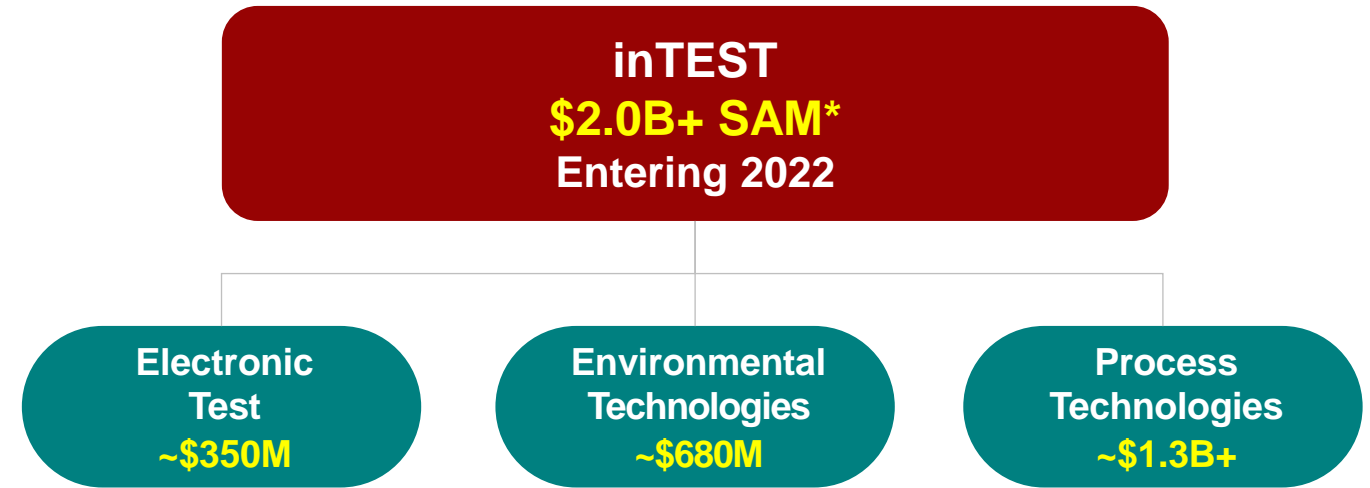 inTEST
$2.0B+ SAM*
Entering 2022
Electronic
Test
~$350M
Environmental
Technologies
~$680M
Process
Technologies
~$1.3B+